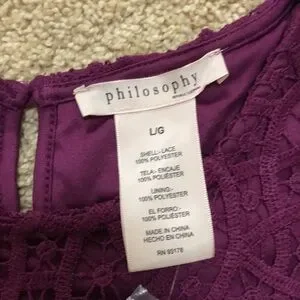 philosophy
L/G
SHELL:- LACE
100% POLYESTER
TELA:- ENCAJE
100% POLIÉSTER
LINING:-
100% POLYESTER
EL FORRO:-
100% POLIÉSTER
MADE IN CHINA
HECHO EN CHINA
RN 95178